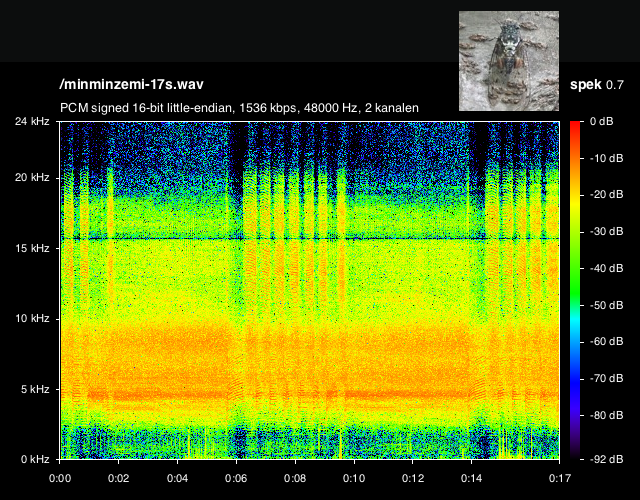 /minminzemi-17s.wav
spek 0.7
PCM signed 16-bit little-endian, 1536 kbps, 48000 Hz, 2 kanalen
24 kHz
20 kHz
15 kHz
10 kHz
5 kHz
0 kHz
0:00 0:02 0:04 0:06 0:08 0:10 0:12 0:14 0:17
0 dB
-10 dB
-20 dB
-30 dB
-40 dB
-50 dB
-60 dB
-70 dB
-80 dB
-92 dB